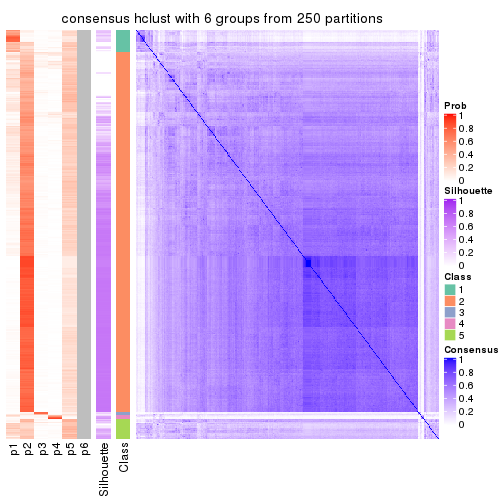 consensus hclust with 6 groups from 250 partitions
Prob
1
0.8
0.6
0.4
0.2
0
Silhouette
1
0.8
0.6
0.4
0.2
0
Class
1
2
3
4
5
Consensus
1
0.8
0.6
0.4
0.2
0
p1
p2
p3
p4
p5
p6
Silhouette
Class